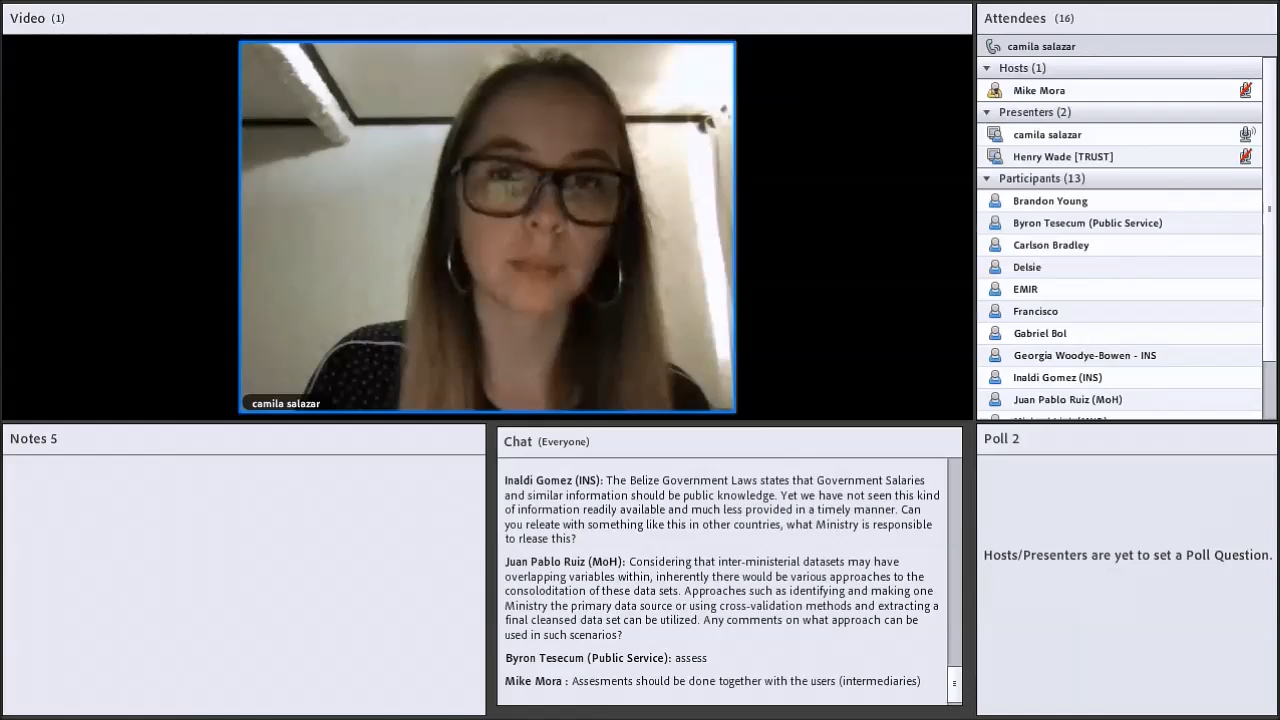 Video (1)
camila salazar
Attendees (16)
camila salazar
Hosts (1)
Mike Mora
Presenters (2)
camila salazar
Henry Wade [TRUST]
Participants (13)
Brandon Young
Byron Tesecum (Public Service)
Carlson Bradley
Delsie
EMIR
Francisco
Gabriel Bol
Georgia Woodye-Bowen - INS
Inaldi Gomez (INS)
Juan Pablo Ruiz (MoH)
Notes 5
Chat (Everyone)
Inaldi Gomez (INS): The Belize Government Laws states that Government Salaries
and similar information should be public knowledge. Yet we have not seen this kind
of information readily available and much less provided in a timely manner. Can
you releate with something like this in other countries, what Ministry is responsible
to rlease this?
Juan Pablo Ruiz (MoH): Considering that inter-ministerial datasets may have
overlapping variables within, inherently there would be various approaches to the
consoloditation of these data sets. Approaches such as identifying and making one
Ministry the primary data source or using cross-validation methods and extracting a
final cleansed data set can be utilized. Any comments on what approach can be
used in such scenarios?
Byron Tesecum (Public Service): assess
Mike Mora : Assesments should be done together with the users (intermediaries)
Poll 2
Hosts/Presenters are yet to set a Poll Question.